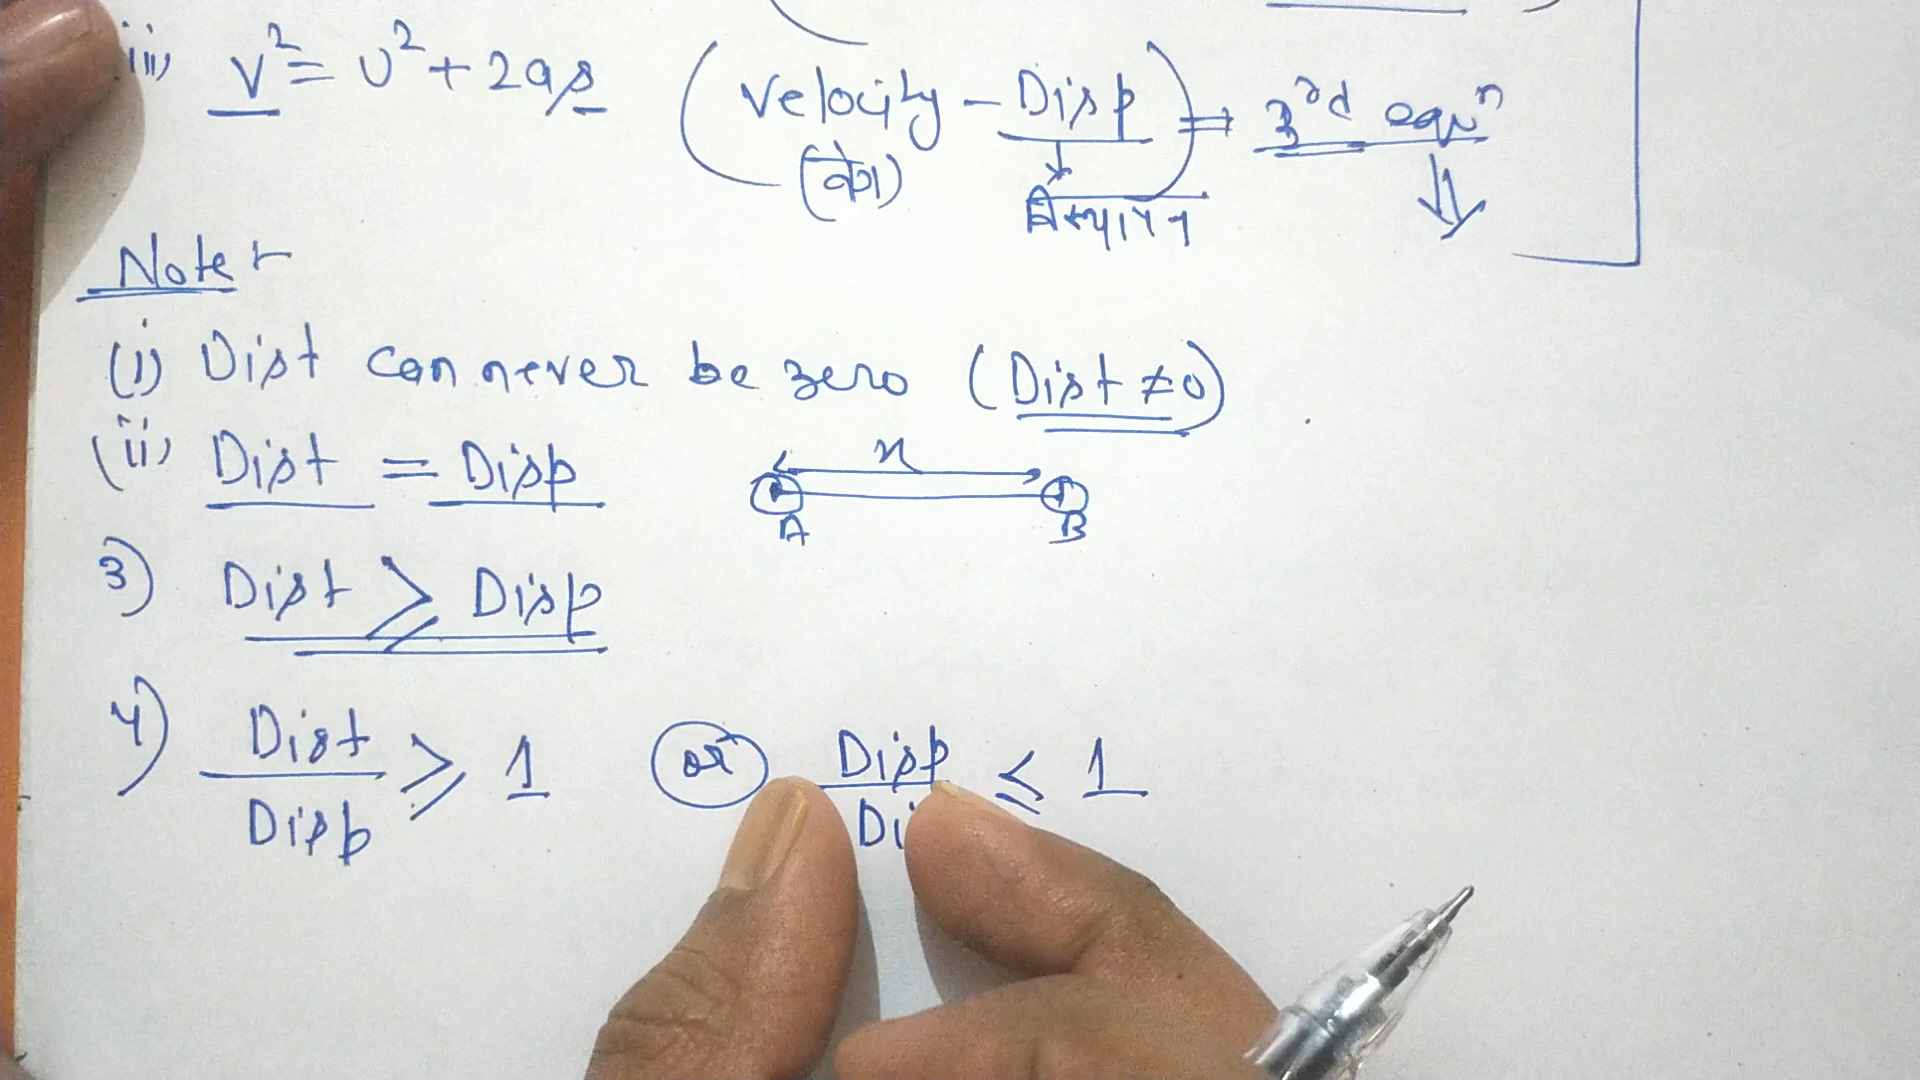 iii) v² = u² + 2as (Velocity - Disp) ⇒ 3rd eqn
(वेग) विस्थापन
Note :-
(i) Dist can never be zero (Dist ≠ 0)
(ii) Dist = Disp x
A B
3) Dist ⩾ Disp
4) Dist/Disp ⩾ 1 or Disp/Di ⩽ 1